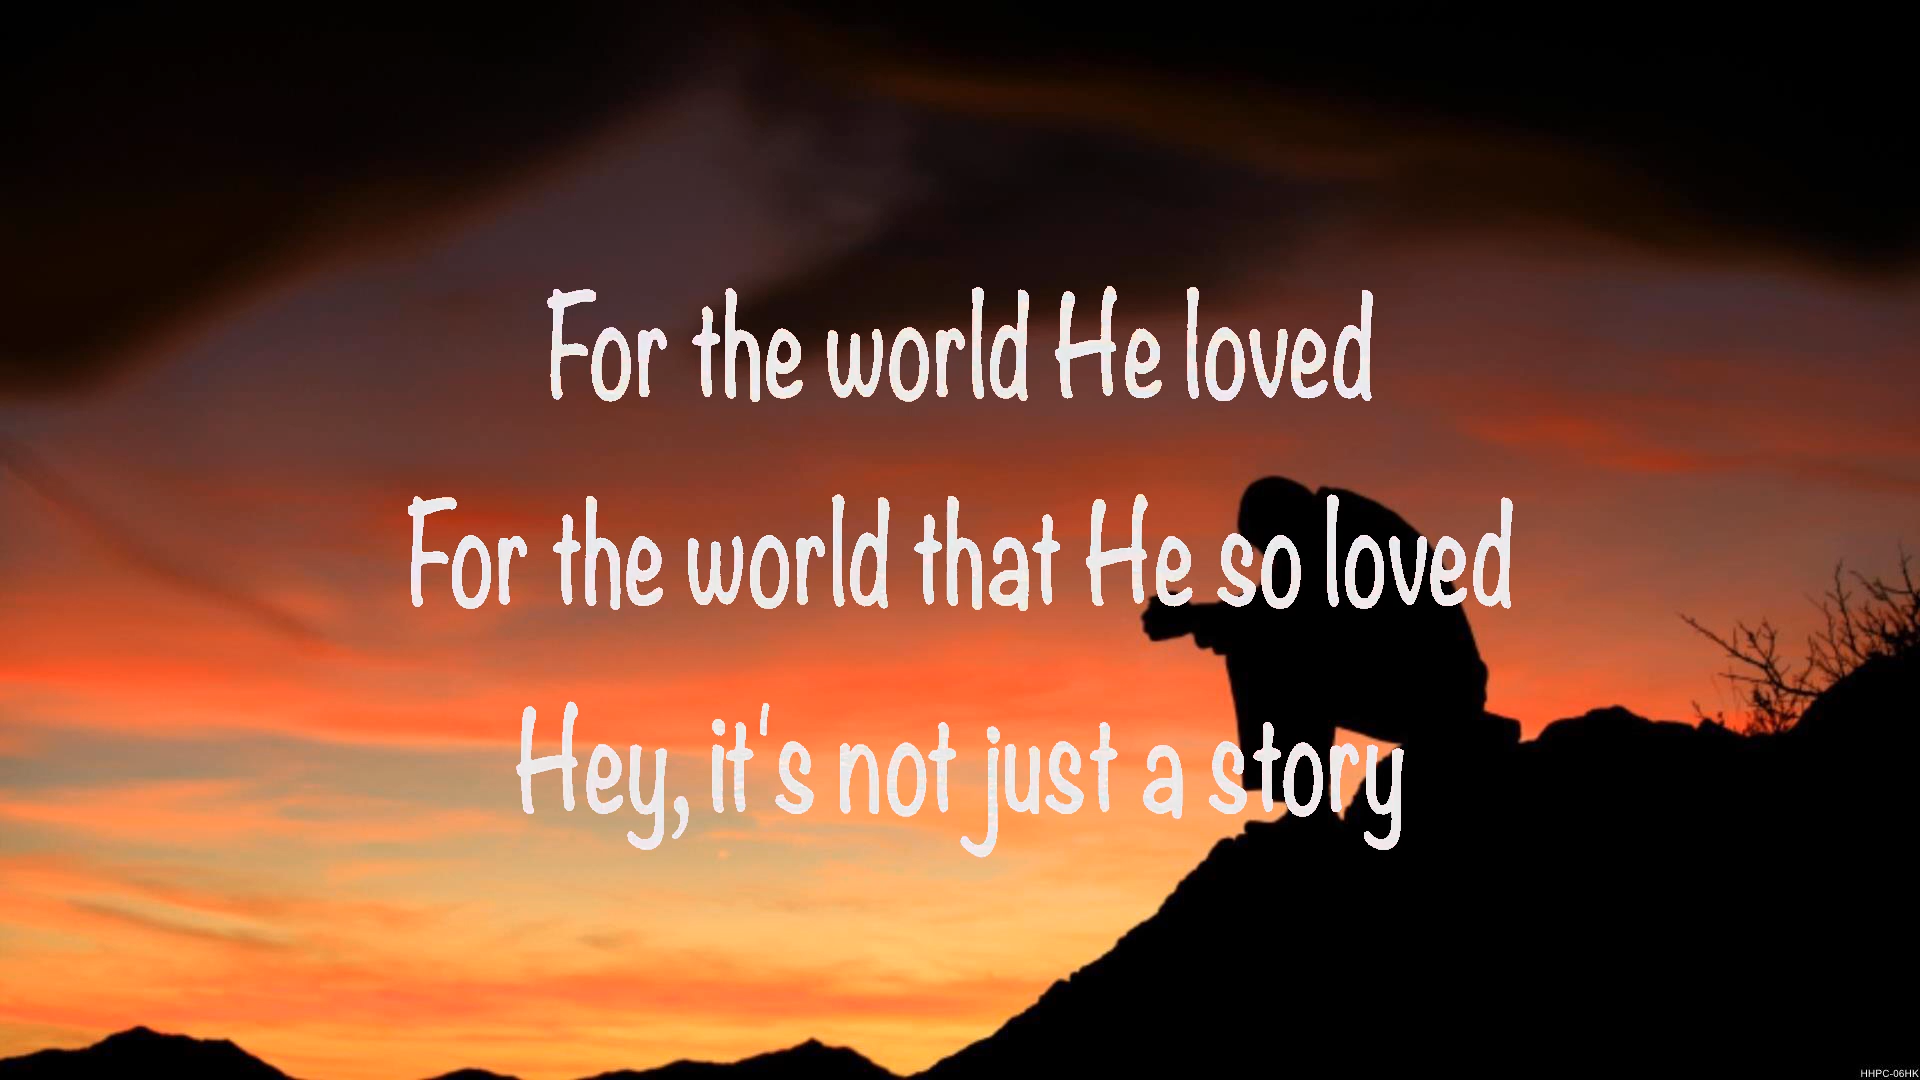 For the world He loved
For the world that He so loved
Hey, it's not just a story
HHPC-06HK